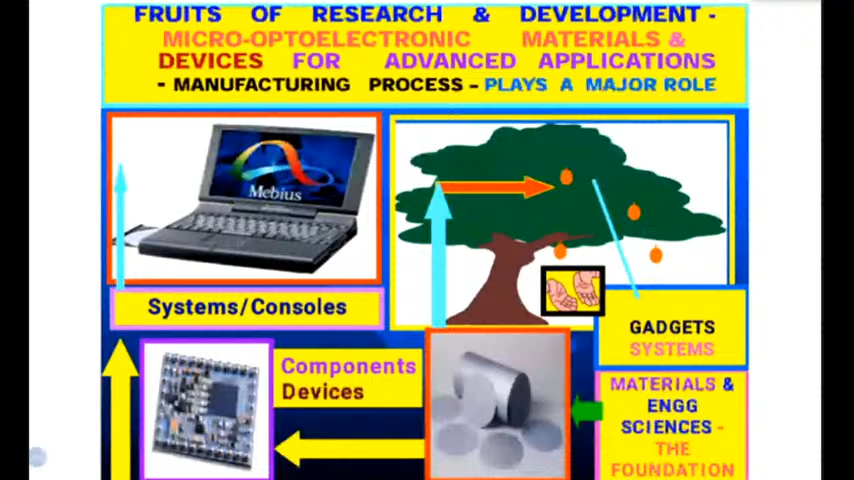 FRUITS OF RESEARCH & DEVELOPMENT -
MICRO-OPTOELECTRONIC MATERIALS &
DEVICES FOR ADVANCED APPLICATIONS
- MANUFACTURING PROCESS - PLAYS A MAJOR ROLE
Mebius
Systems/Consoles
GADGETS
SYSTEMS
Components
Devices
MATERIALS &
ENGG
SCIENCES -
THE
FOUNDATION